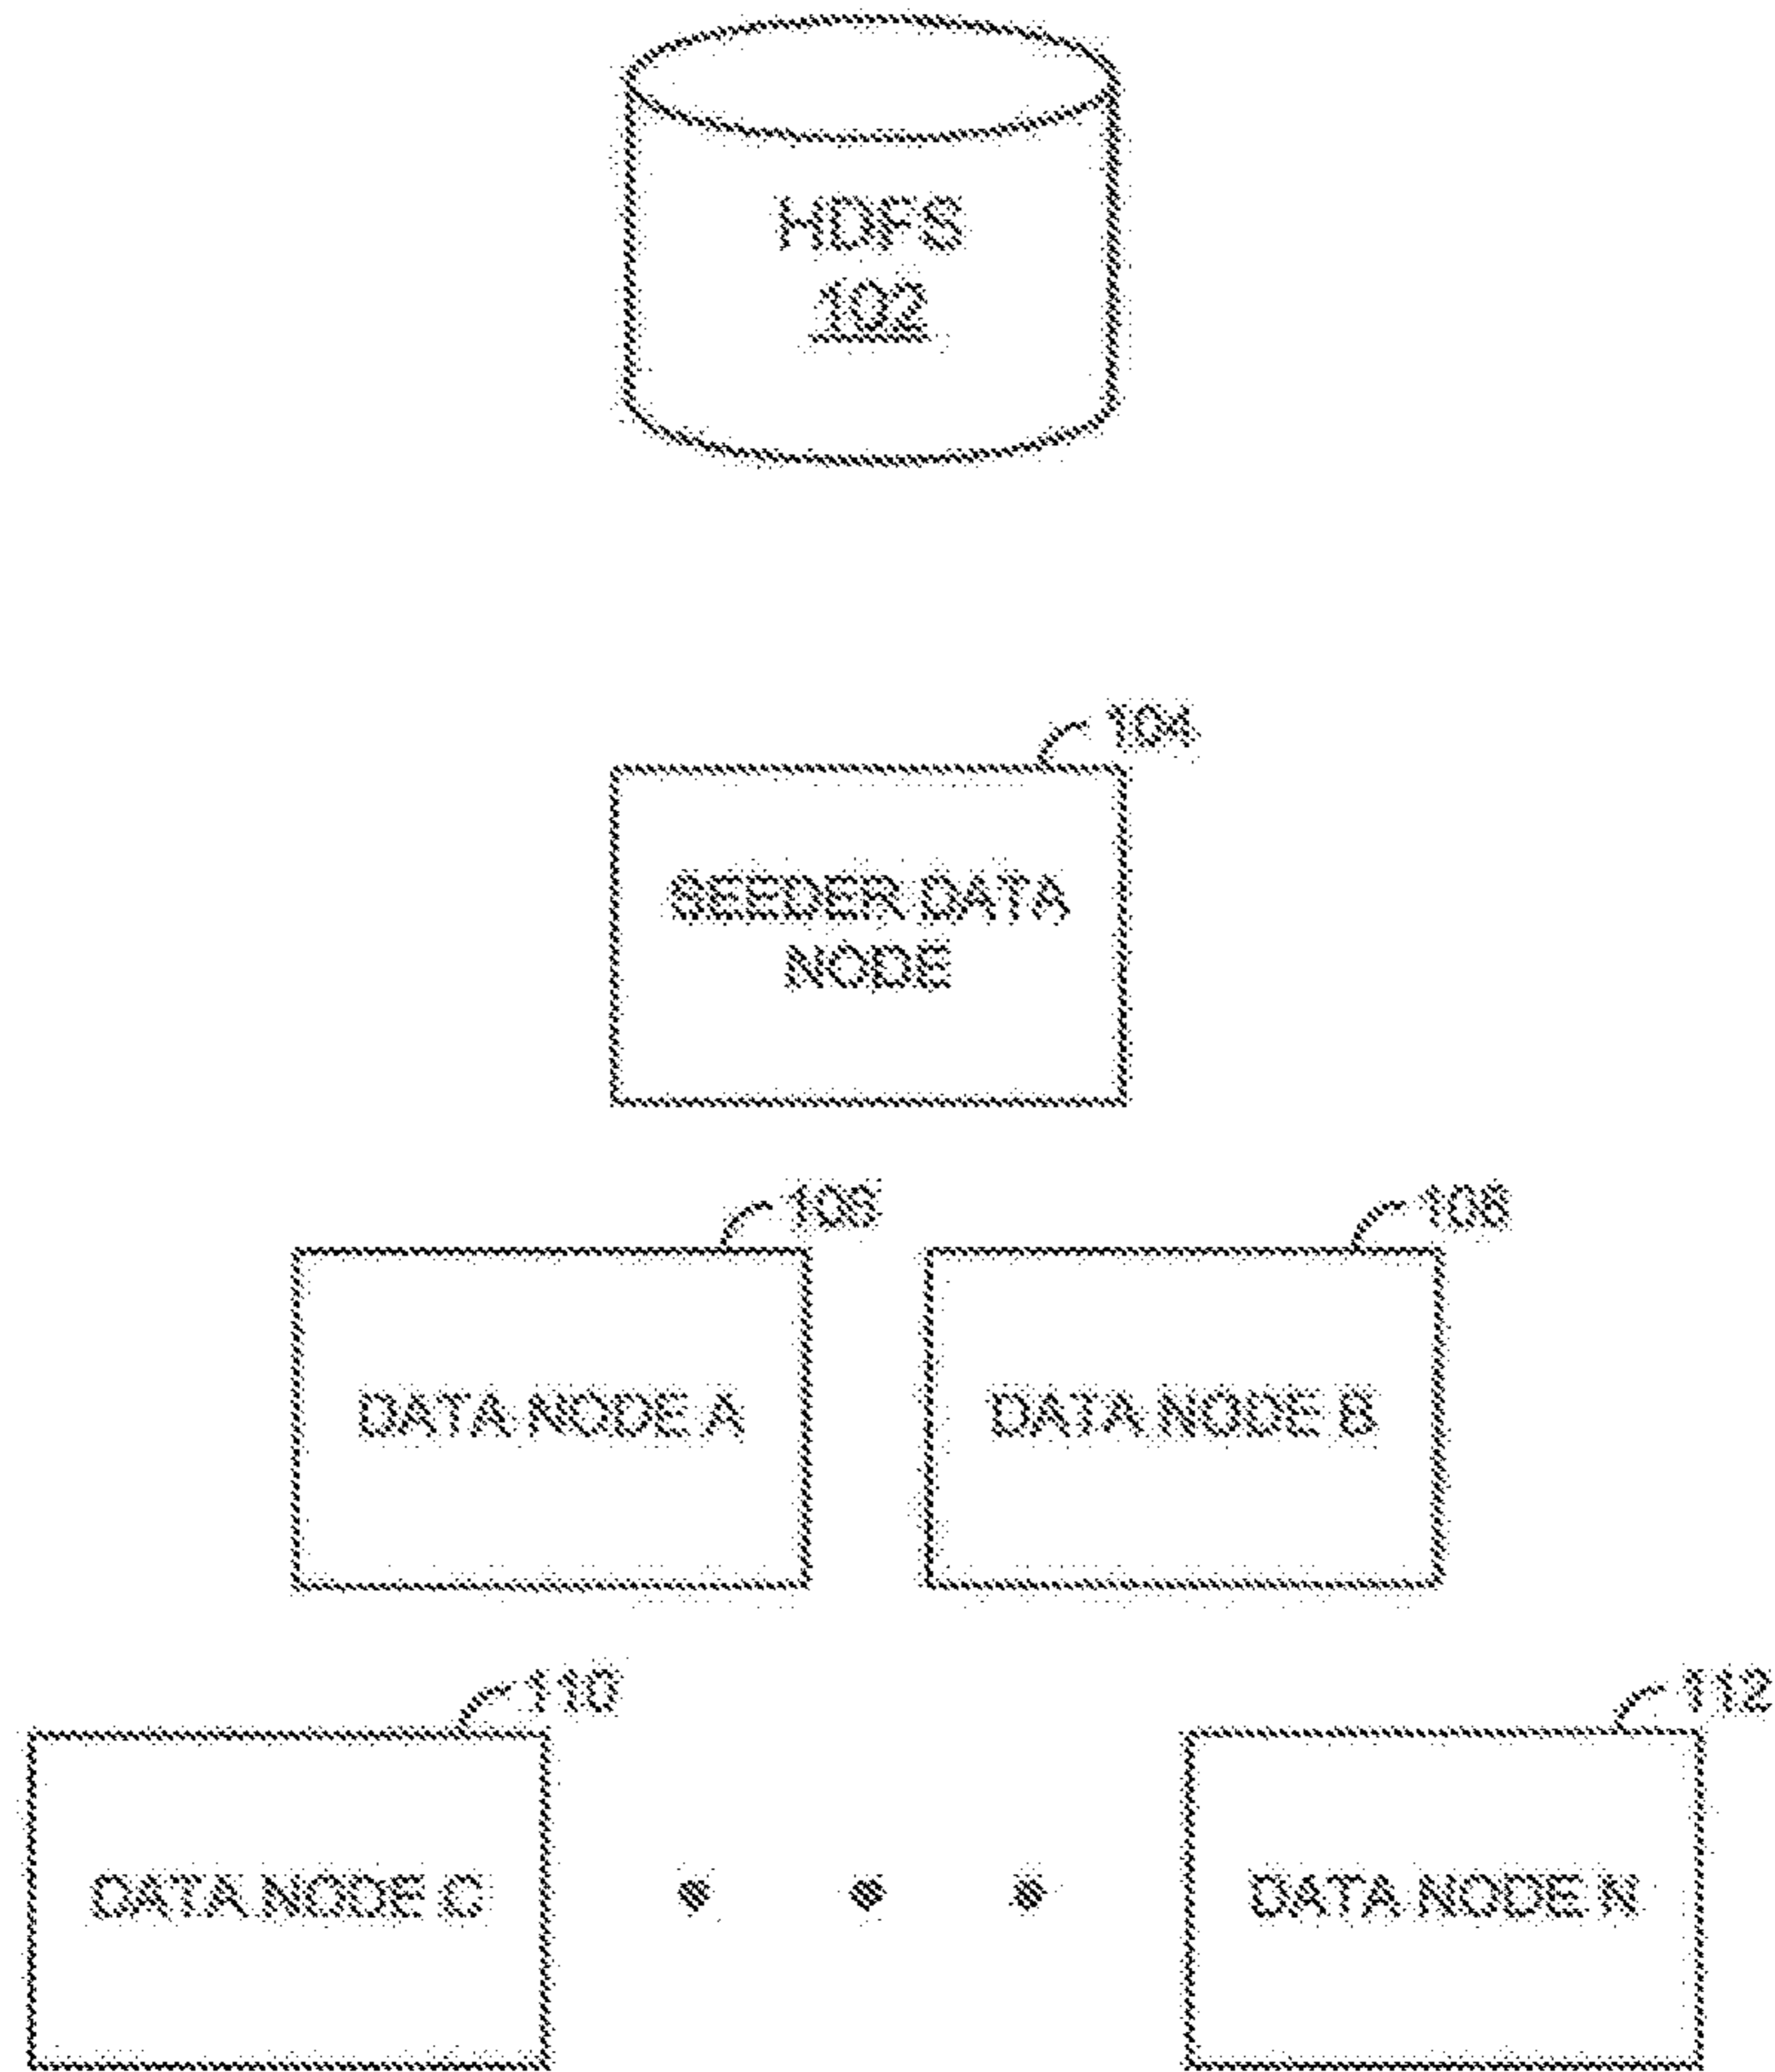 HDFS
102
104
SEEDER DATA
NODE
106
108
DATA NODE A
DATA NODE B
110
112
DATA NODE C
DATA NODE N